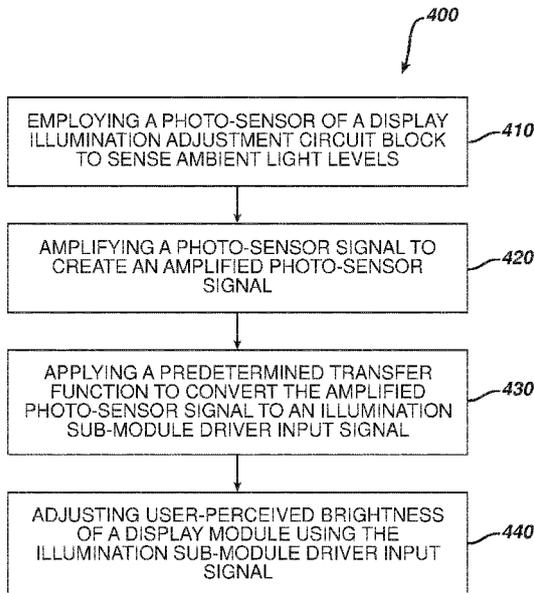 400
EMPLOYING A PHOTO-SENSOR OF A DISPLAY
ILLUMINATION ADJUSTMENT CIRCUIT BLOCK
TO SENSE AMBIENT LIGHT LEVELS
410
AMPLIFYING A PHOTO-SENSOR SIGNAL TO
CREATE AN AMPLIFIED PHOTO-SENSOR
SIGNAL
420
APPLYING A PREDETERMINED TRANSFER
FUNCTION TO CONVERT THE AMPLIFIED
PHOTO-SENSOR SIGNAL TO AN ILLUMINATION
SUB-MODULE DRIVER INPUT SIGNAL
430
ADJUSTING USER-PERCEIVED BRIGHTNESS
OF A DISPLAY MODULE USING THE
ILLUMINATION SUB-MODULE DRIVER INPUT
SIGNAL
440